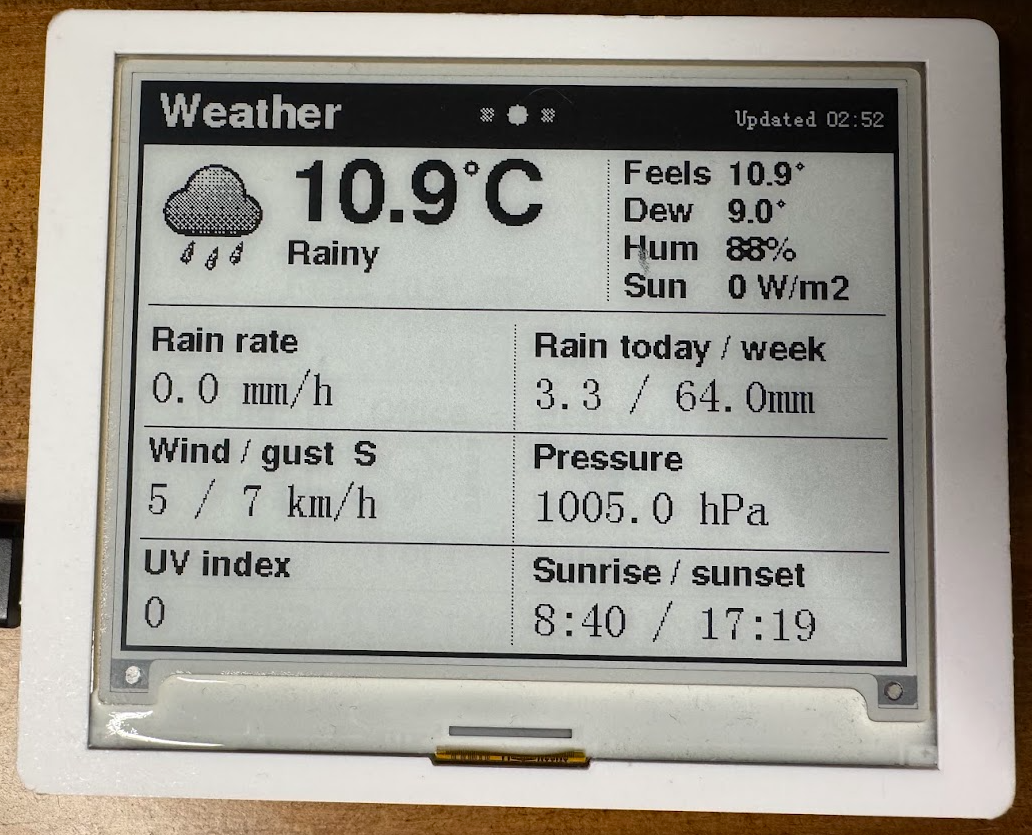 Weather
Updated 02:52
10.9°C
Rainy
Feels 10.9°
Dew 9.0°
Hum 88%
Sun 0 W/m2
Rain rate
0.0 mm/h
Rain today / week
3.3 / 64.0mm
Wind / gust S
5 / 7 km/h
Pressure
1005.0 hPa
UV index
0
Sunrise / sunset
8:40 / 17:19